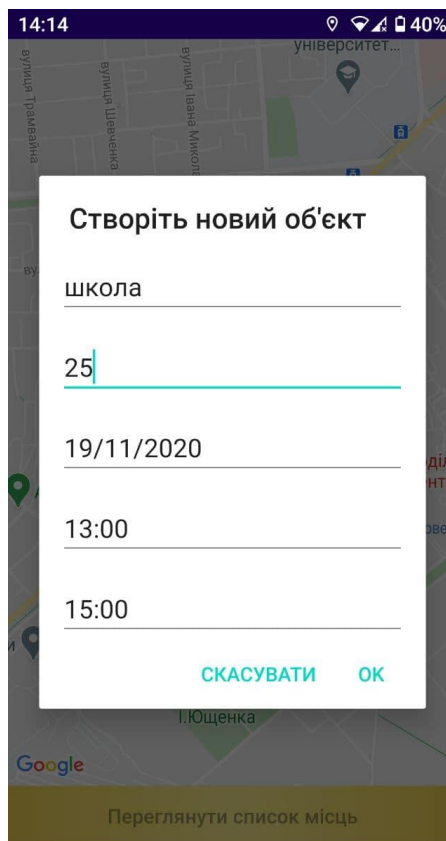 14:14
40%
університет...
вулиця Трамвайна
вулиця Шевченка
вулиця Івана Микола
Створіть новий об'єкт
школа
25
19/11/2020
13:00
15:00
СКАСУВАТИ OK
І.Ющенка
Google
Переглянути список місць